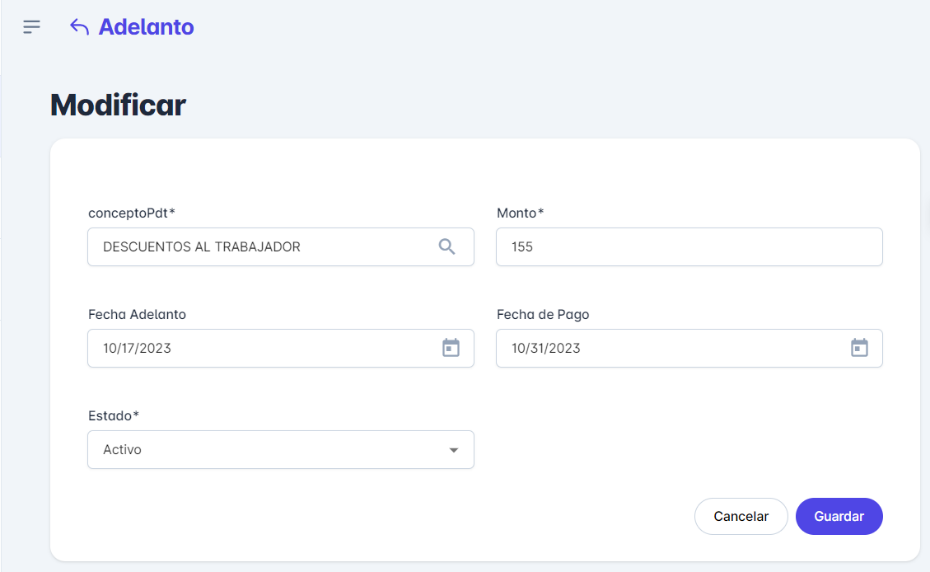 Adelanto
Modificar
conceptoPdt*
Monto*
DESCUENTOS AL TRABAJADOR
155
Fecha Adelanto
Fecha de Pago
10/17/2023
10/31/2023
Estado*
Activo
Cancelar
Guardar